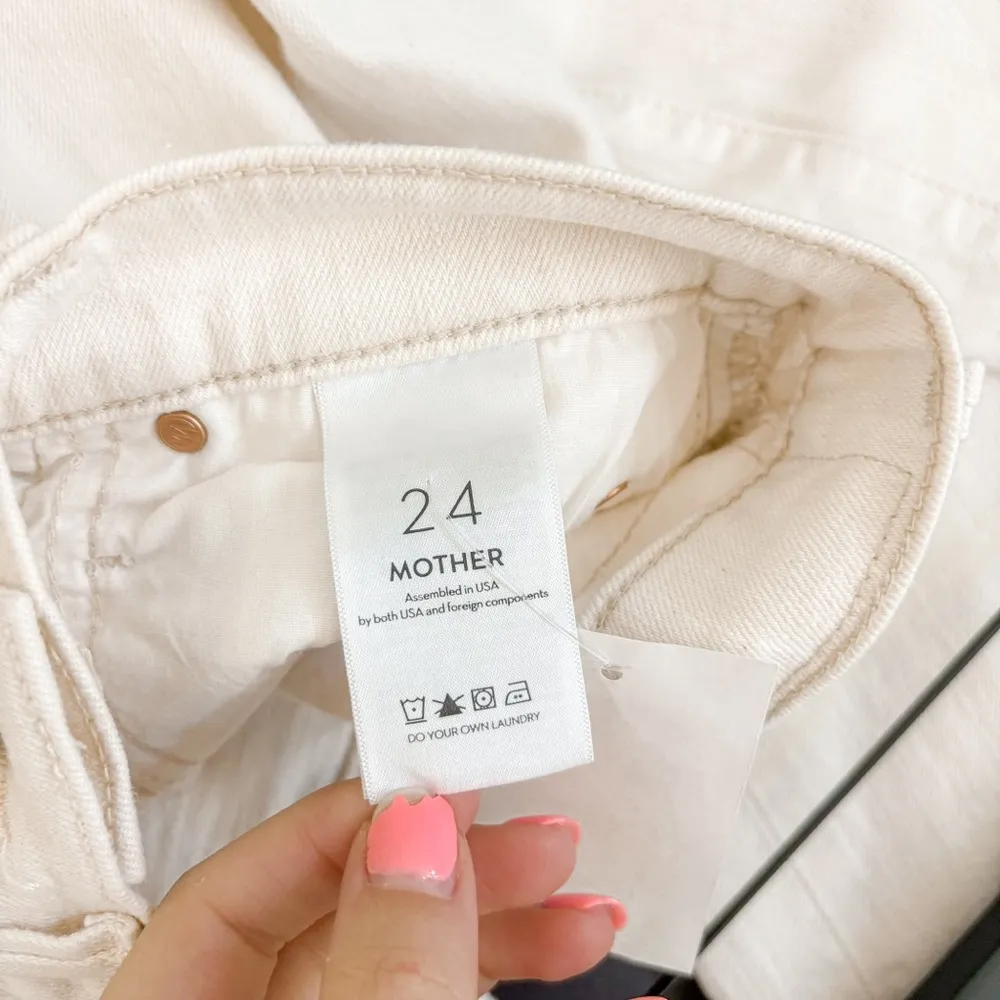 24
MOTHER
Assembled in USA
by both USA and foreign components
DO YOUR OWN LAUNDRY